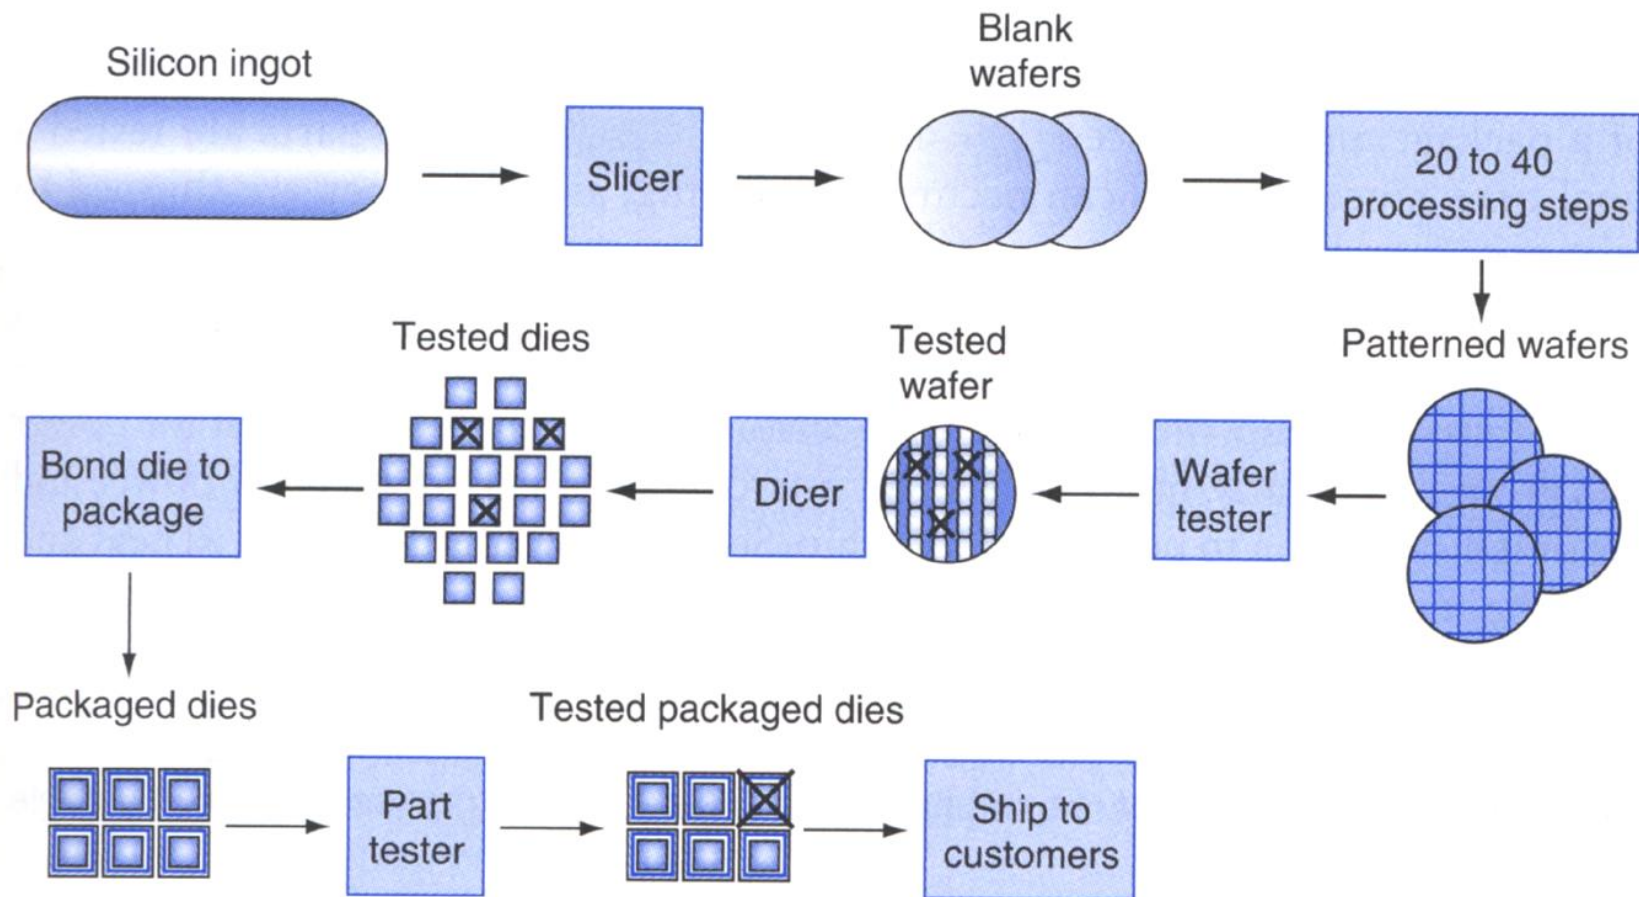 Silicon ingot
Slicer
Blank
wafers
20 to 40
processing steps
Patterned wafers
Wafer
tester
Tested
wafer
Dicer
Tested dies
Bond die to
package
Packaged dies
Part
tester
Tested packaged dies
Ship to
customers